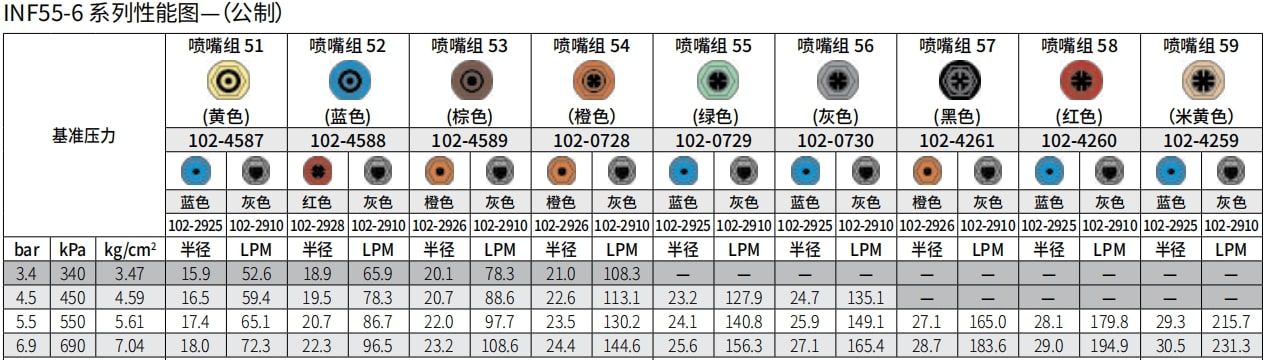 INF55-6 系列性能图—（公制）
基准压力 喷嘴组 51 喷嘴组 52 喷嘴组 53 喷嘴组 54 喷嘴组 55 喷嘴组 56 喷嘴组 57 喷嘴组 58 喷嘴组 59
(黄色) (蓝色) (棕色) (橙色) (绿色) (灰色) (黑色) (红色) (米黄色)
102-4587 102-4588 102-4589 102-0728 102-0729 102-0730 102-4261 102-4260 102-4259
蓝色 灰色 红色 灰色 橙色 灰色 橙色 灰色 蓝色 灰色 蓝色 灰色 橙色 灰色 蓝色 灰色 蓝色 灰色
102-2925 102-2910 102-2928 102-2910 102-2926 102-2910 102-2926 102-2910 102-2925 102-2910 102-2925 102-2910 102-2926 102-2910 102-2925 102-2910 102-2925 102-2910
bar kPa kg/cm² 半径 LPM 半径 LPM 半径 LPM 半径 LPM 半径 LPM 半径 LPM 半径 LPM 半径 LPM 半径 LPM
3.4 340 3.47 15.9 52.6 18.9 65.9 20.1 78.3 21.0 108.3 — — — — — — — — — —
4.5 450 4.59 16.5 59.4 19.5 78.3 20.7 88.6 22.6 113.1 23.2 127.9 24.7 135.1 — — — — — —
5.5 550 5.61 17.4 65.1 20.7 86.7 22.0 97.7 23.5 130.2 24.1 140.8 25.9 149.1 27.1 165.0 28.1 179.8 29.3 215.7
6.9 690 7.04 18.0 72.3 22.3 96.5 23.2 108.6 24.4 144.6 25.6 156.3 27.1 165.4 28.7 183.6 29.0 194.9 30.5 231.3